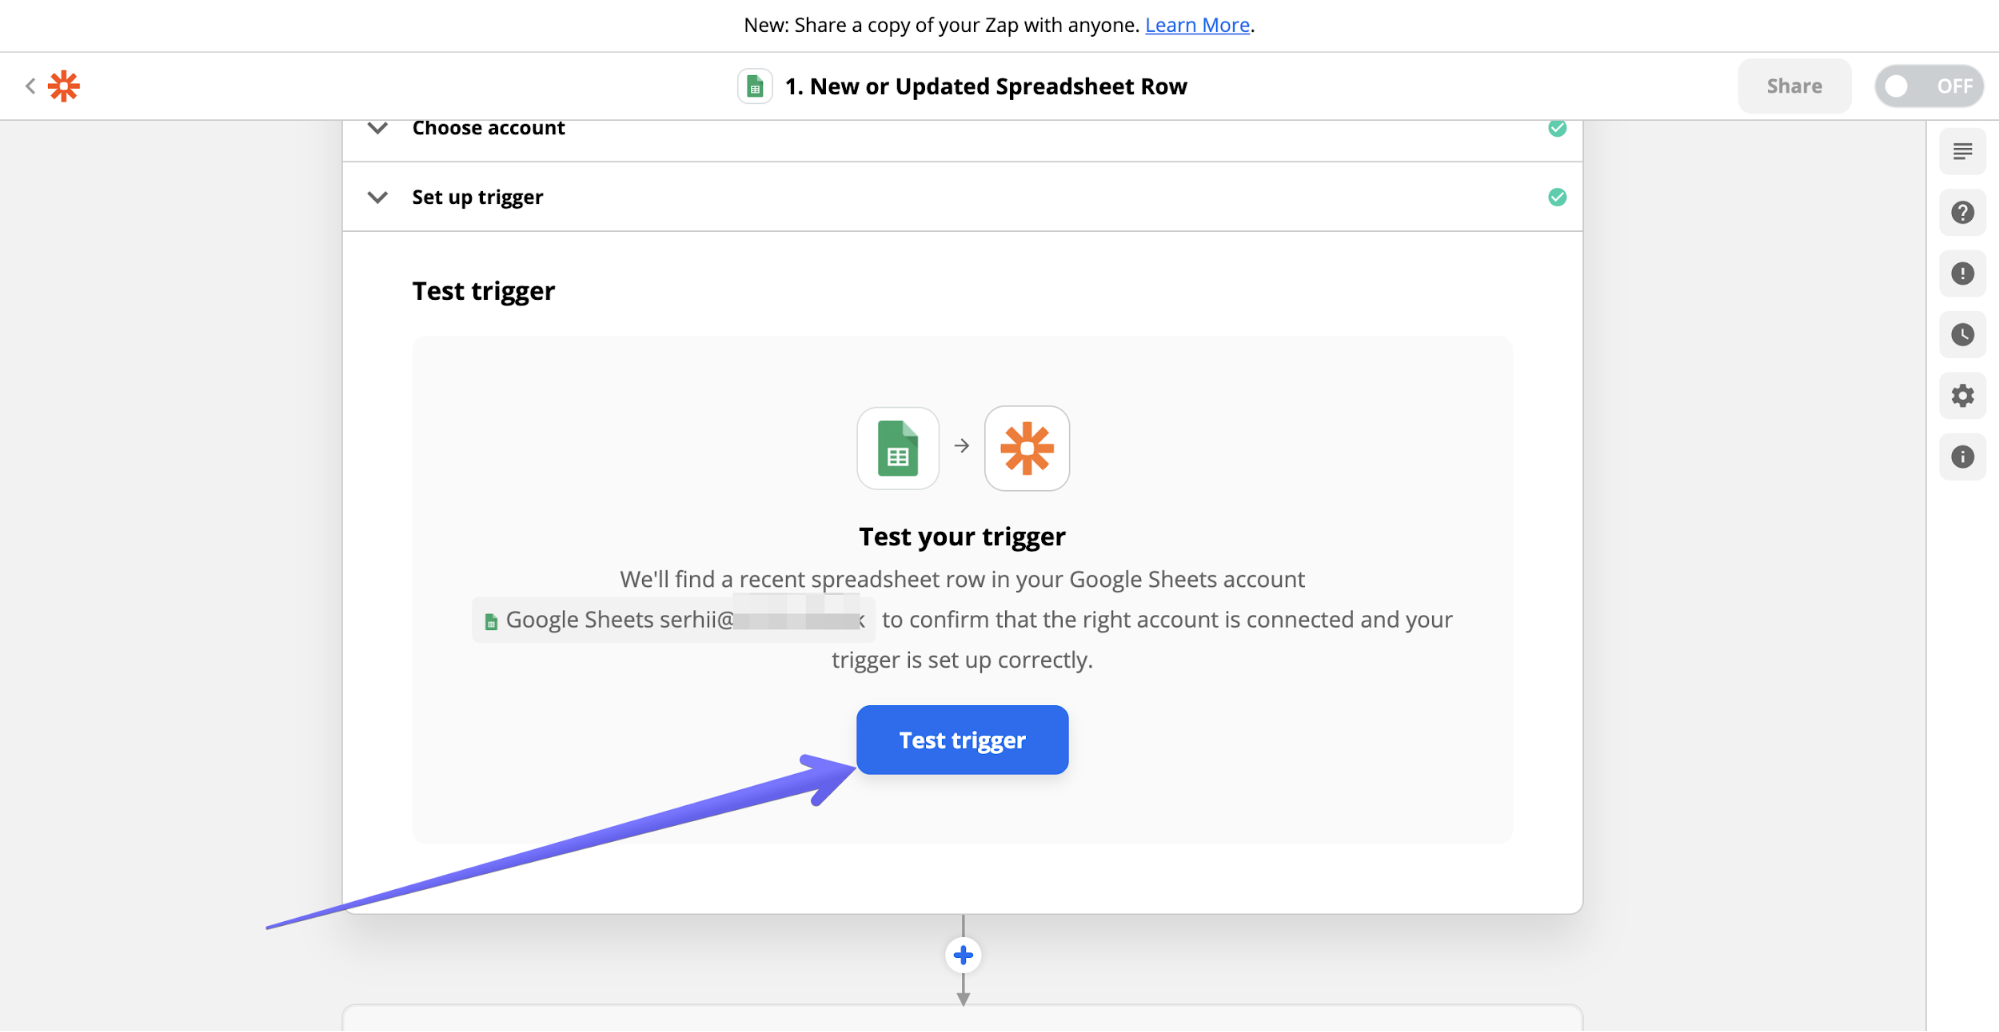 New: Share a copy of your Zap with anyone. Learn More.
1. New or Updated Spreadsheet Row
Share
OFF
Choose account
Set up trigger
Test trigger
Test your trigger
We'll find a recent spreadsheet row in your Google Sheets account
Google Sheets serhii@ k to confirm that the right account is connected and your
trigger is set up correctly.
Test trigger